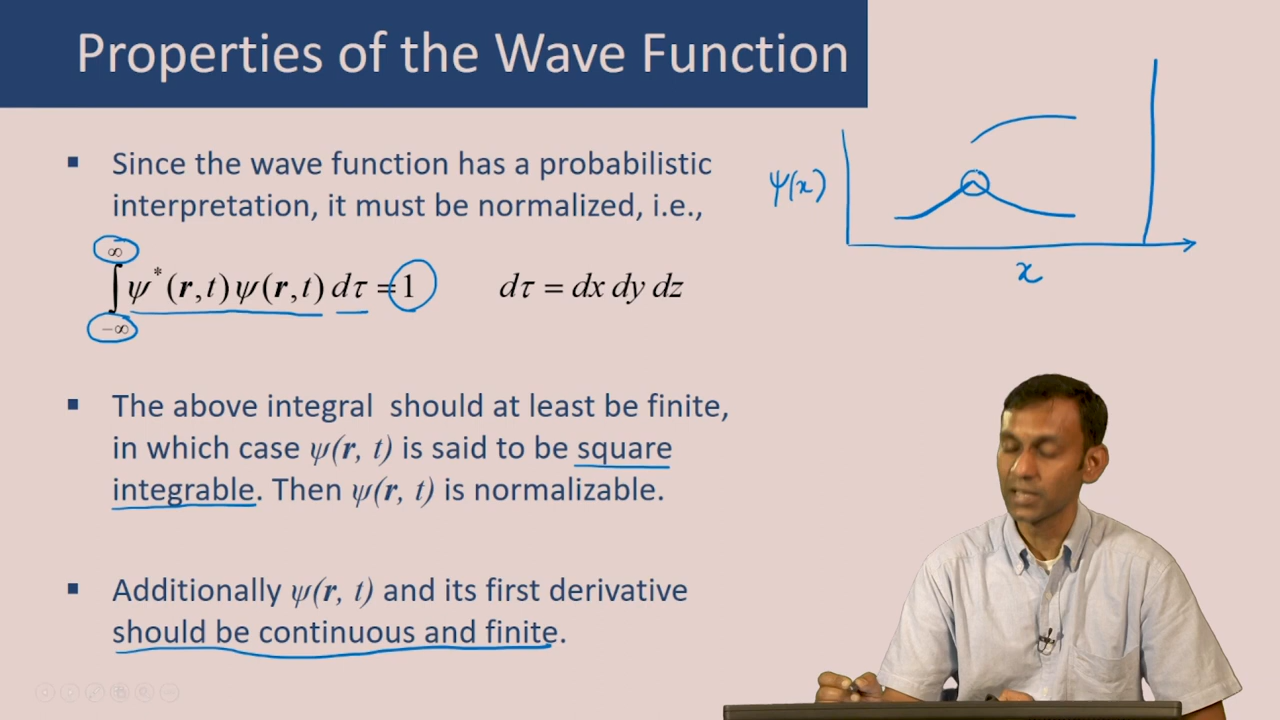 Properties of the Wave Function
▪ Since the wave function has a probabilistic
interpretation, it must be normalized, i.e.,
∫_{-∞}^{∞} ψ*(r, t) ψ(r, t) dτ = 1    dτ = dx dy dz
▪ The above integral should at least be finite,
in which case ψ(r, t) is said to be square
integrable. Then ψ(r, t) is normalizable.
▪ Additionally ψ(r, t) and its first derivative
should be continuous and finite.
ψ(x)
x